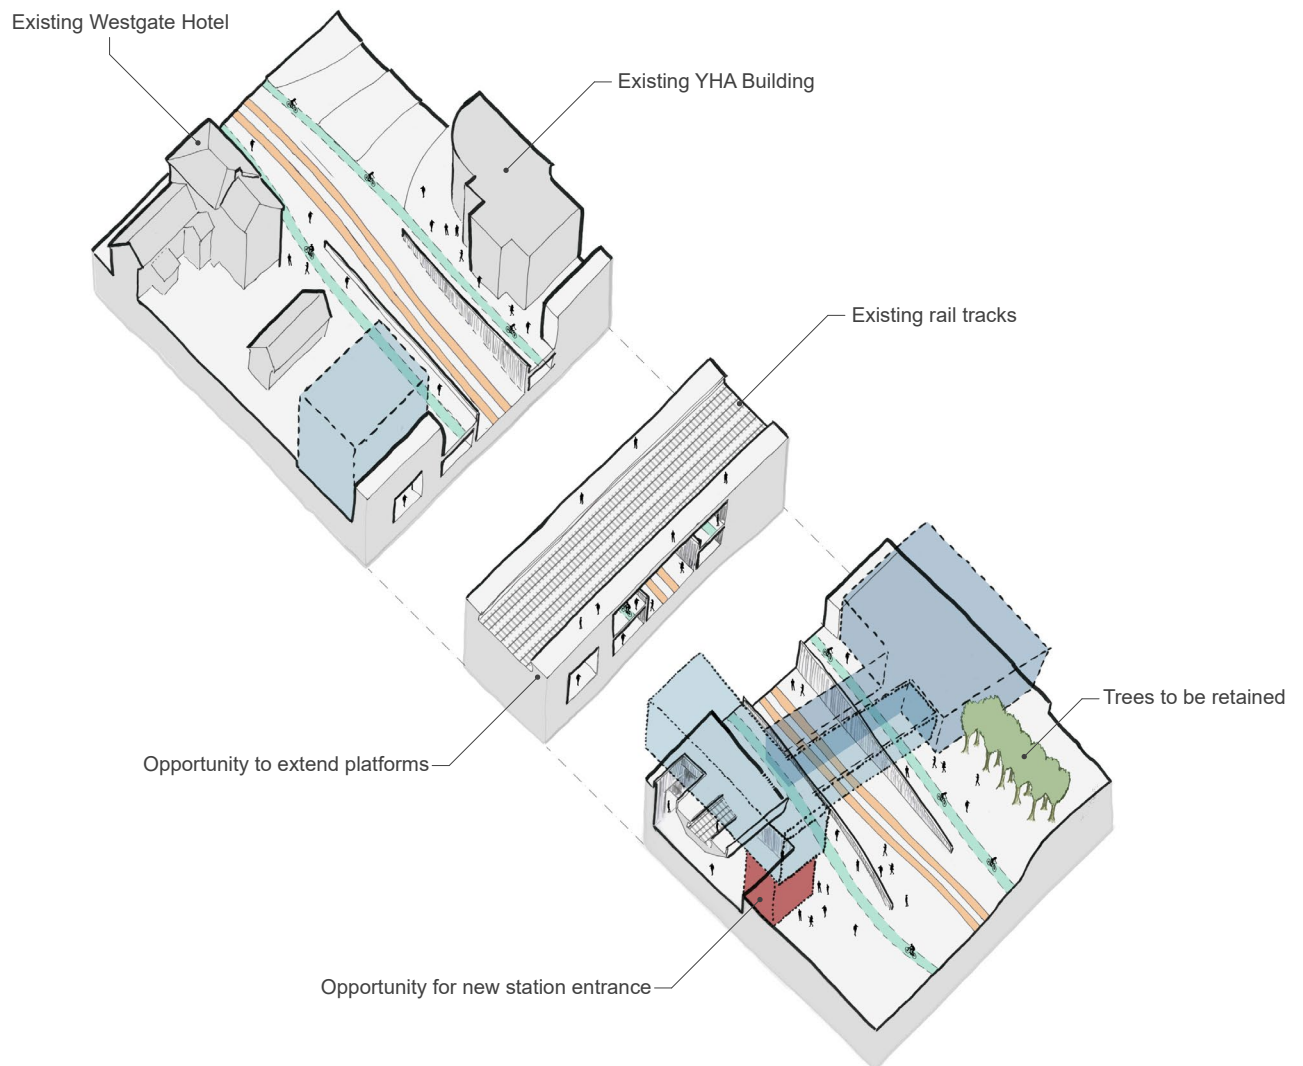 Existing Westgate Hotel
Existing YHA Building
Existing rail tracks
Trees to be retained
Opportunity to extend platforms
Opportunity for new station entrance